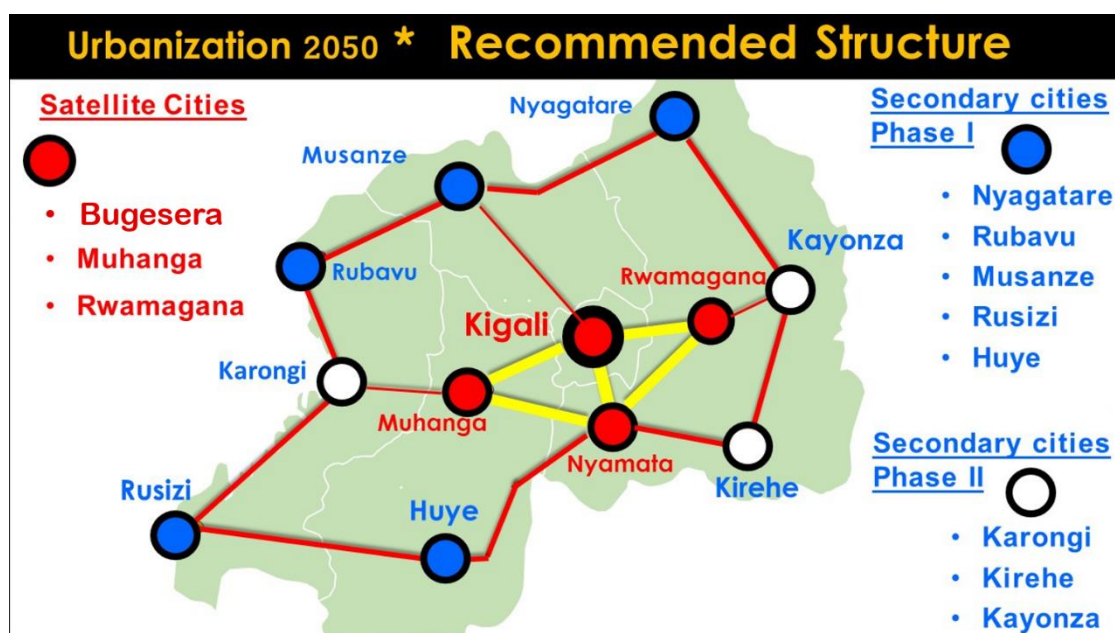 Urbanization 2050 * Recommended Structure
Satellite Cities
• Bugesera
• Muhanga
• Rwamagana
Nyagatare
Musanze
Rubavu
Kayonza
Rwamagana
Kigali
Karongi
Muhanga
Nyamata
Kirehe
Rusizi
Huye
Secondary cities
Phase I
• Nyagatare
• Rubavu
• Musanze
• Rusizi
• Huye
Secondary cities
Phase II
• Karongi
• Kirehe
• Kayonza